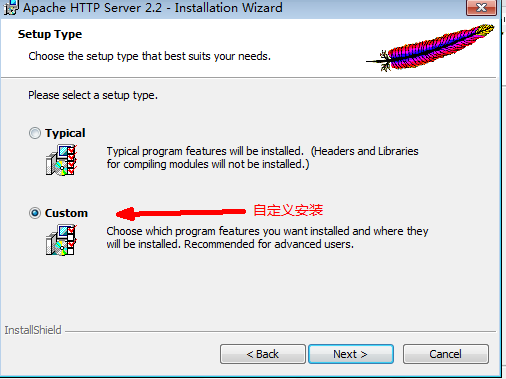 Apache HTTP Server 2.2 - Installation Wizard
Setup Type
Choose the setup type that best suits your needs.
Please select a setup type.
Typical
Typical program features will be installed. (Headers and Libraries
for compiling modules will not be installed.)
Custom
自定义安装
Choose which program features you want installed and where they
will be installed. Recommended for advanced users.
InstallShield
< Back
Next >
Cancel